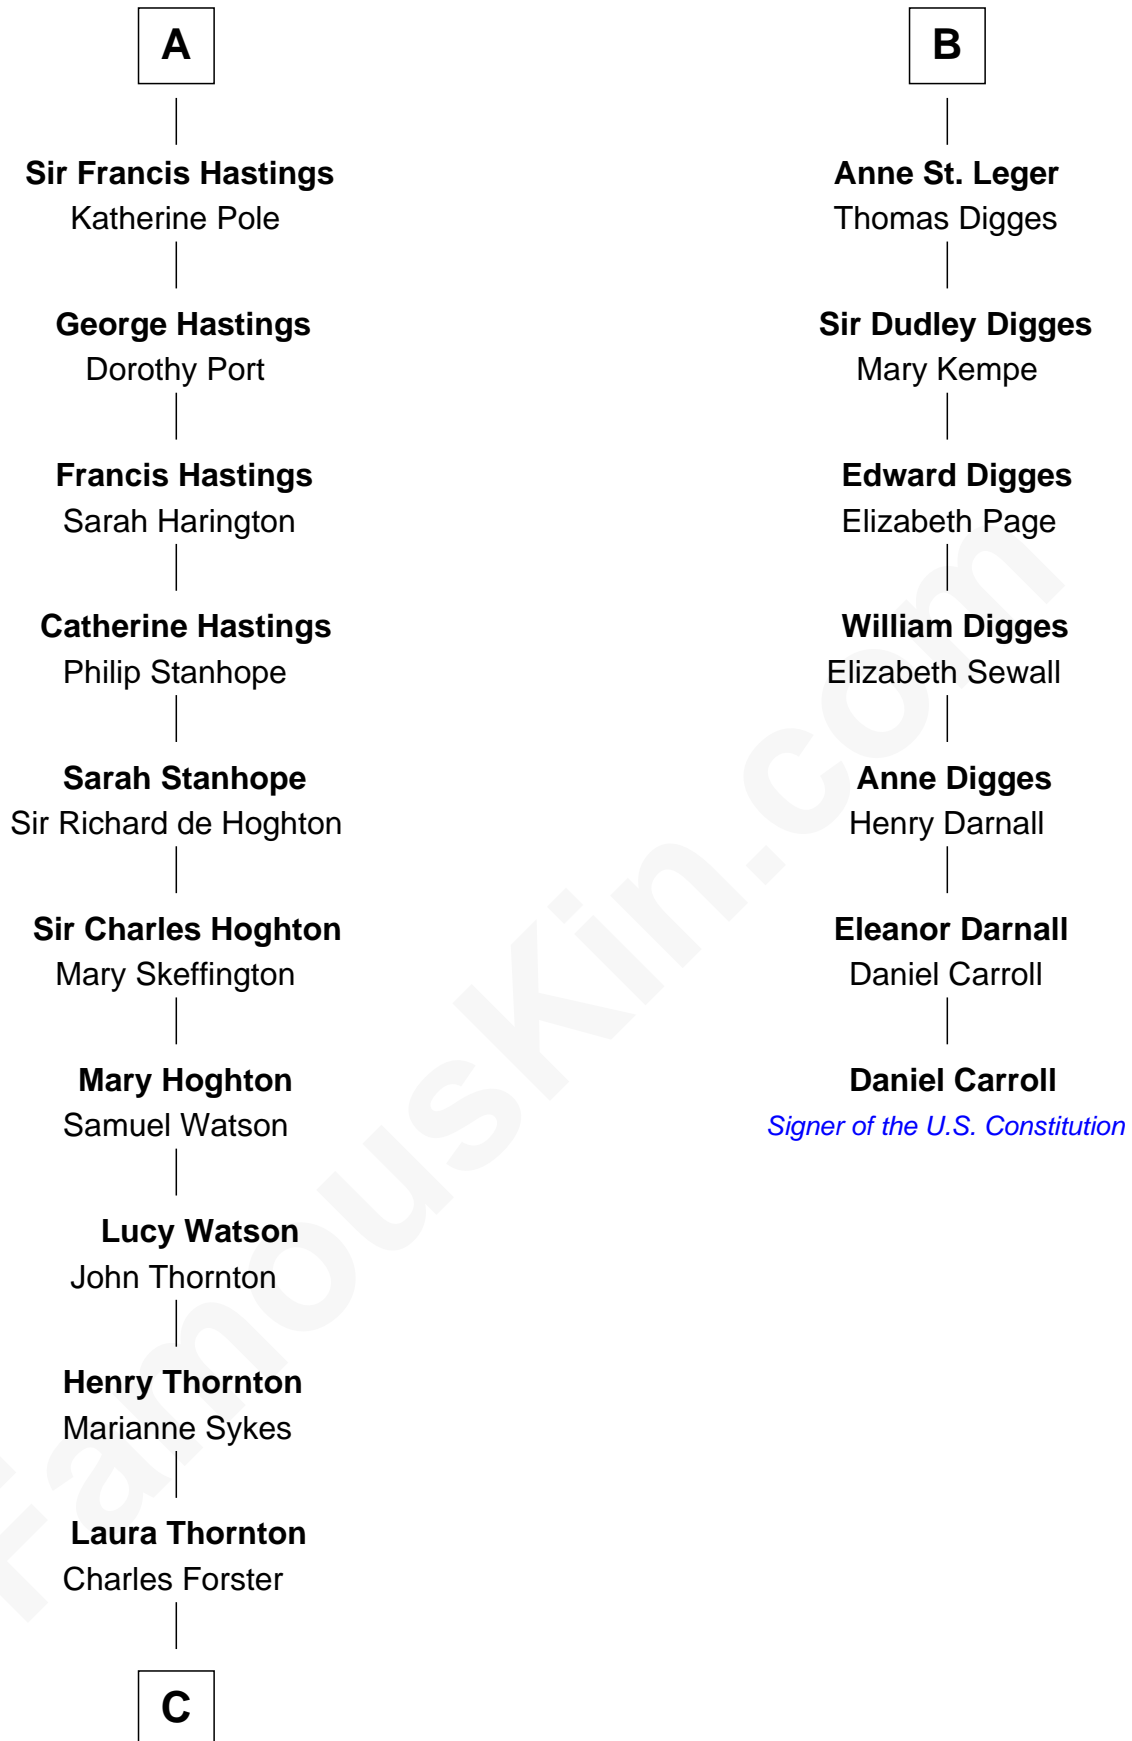 A
Sir Francis Hastings
Katherine Pole
George Hastings
Dorothy Port
Francis Hastings
Sarah Harington
Catherine Hastings
Philip Stanhope
Sarah Stanhope
Sir Richard de Hoghton
Sir Charles Hoghton
Mary Skeffington
Mary Hoghton
Samuel Watson
Lucy Watson
John Thornton
Henry Thornton
Marianne Sykes
Laura Thornton
Charles Forster
C
B
Anne St. Leger
Thomas Digges
Sir Dudley Digges
Mary Kempe
Edward Digges
Elizabeth Page
William Digges
Elizabeth Sewall
Anne Digges
Henry Darnall
Eleanor Darnall
Daniel Carroll
Daniel Carroll
Signer of the U.S. Constitution
FamousKin.com